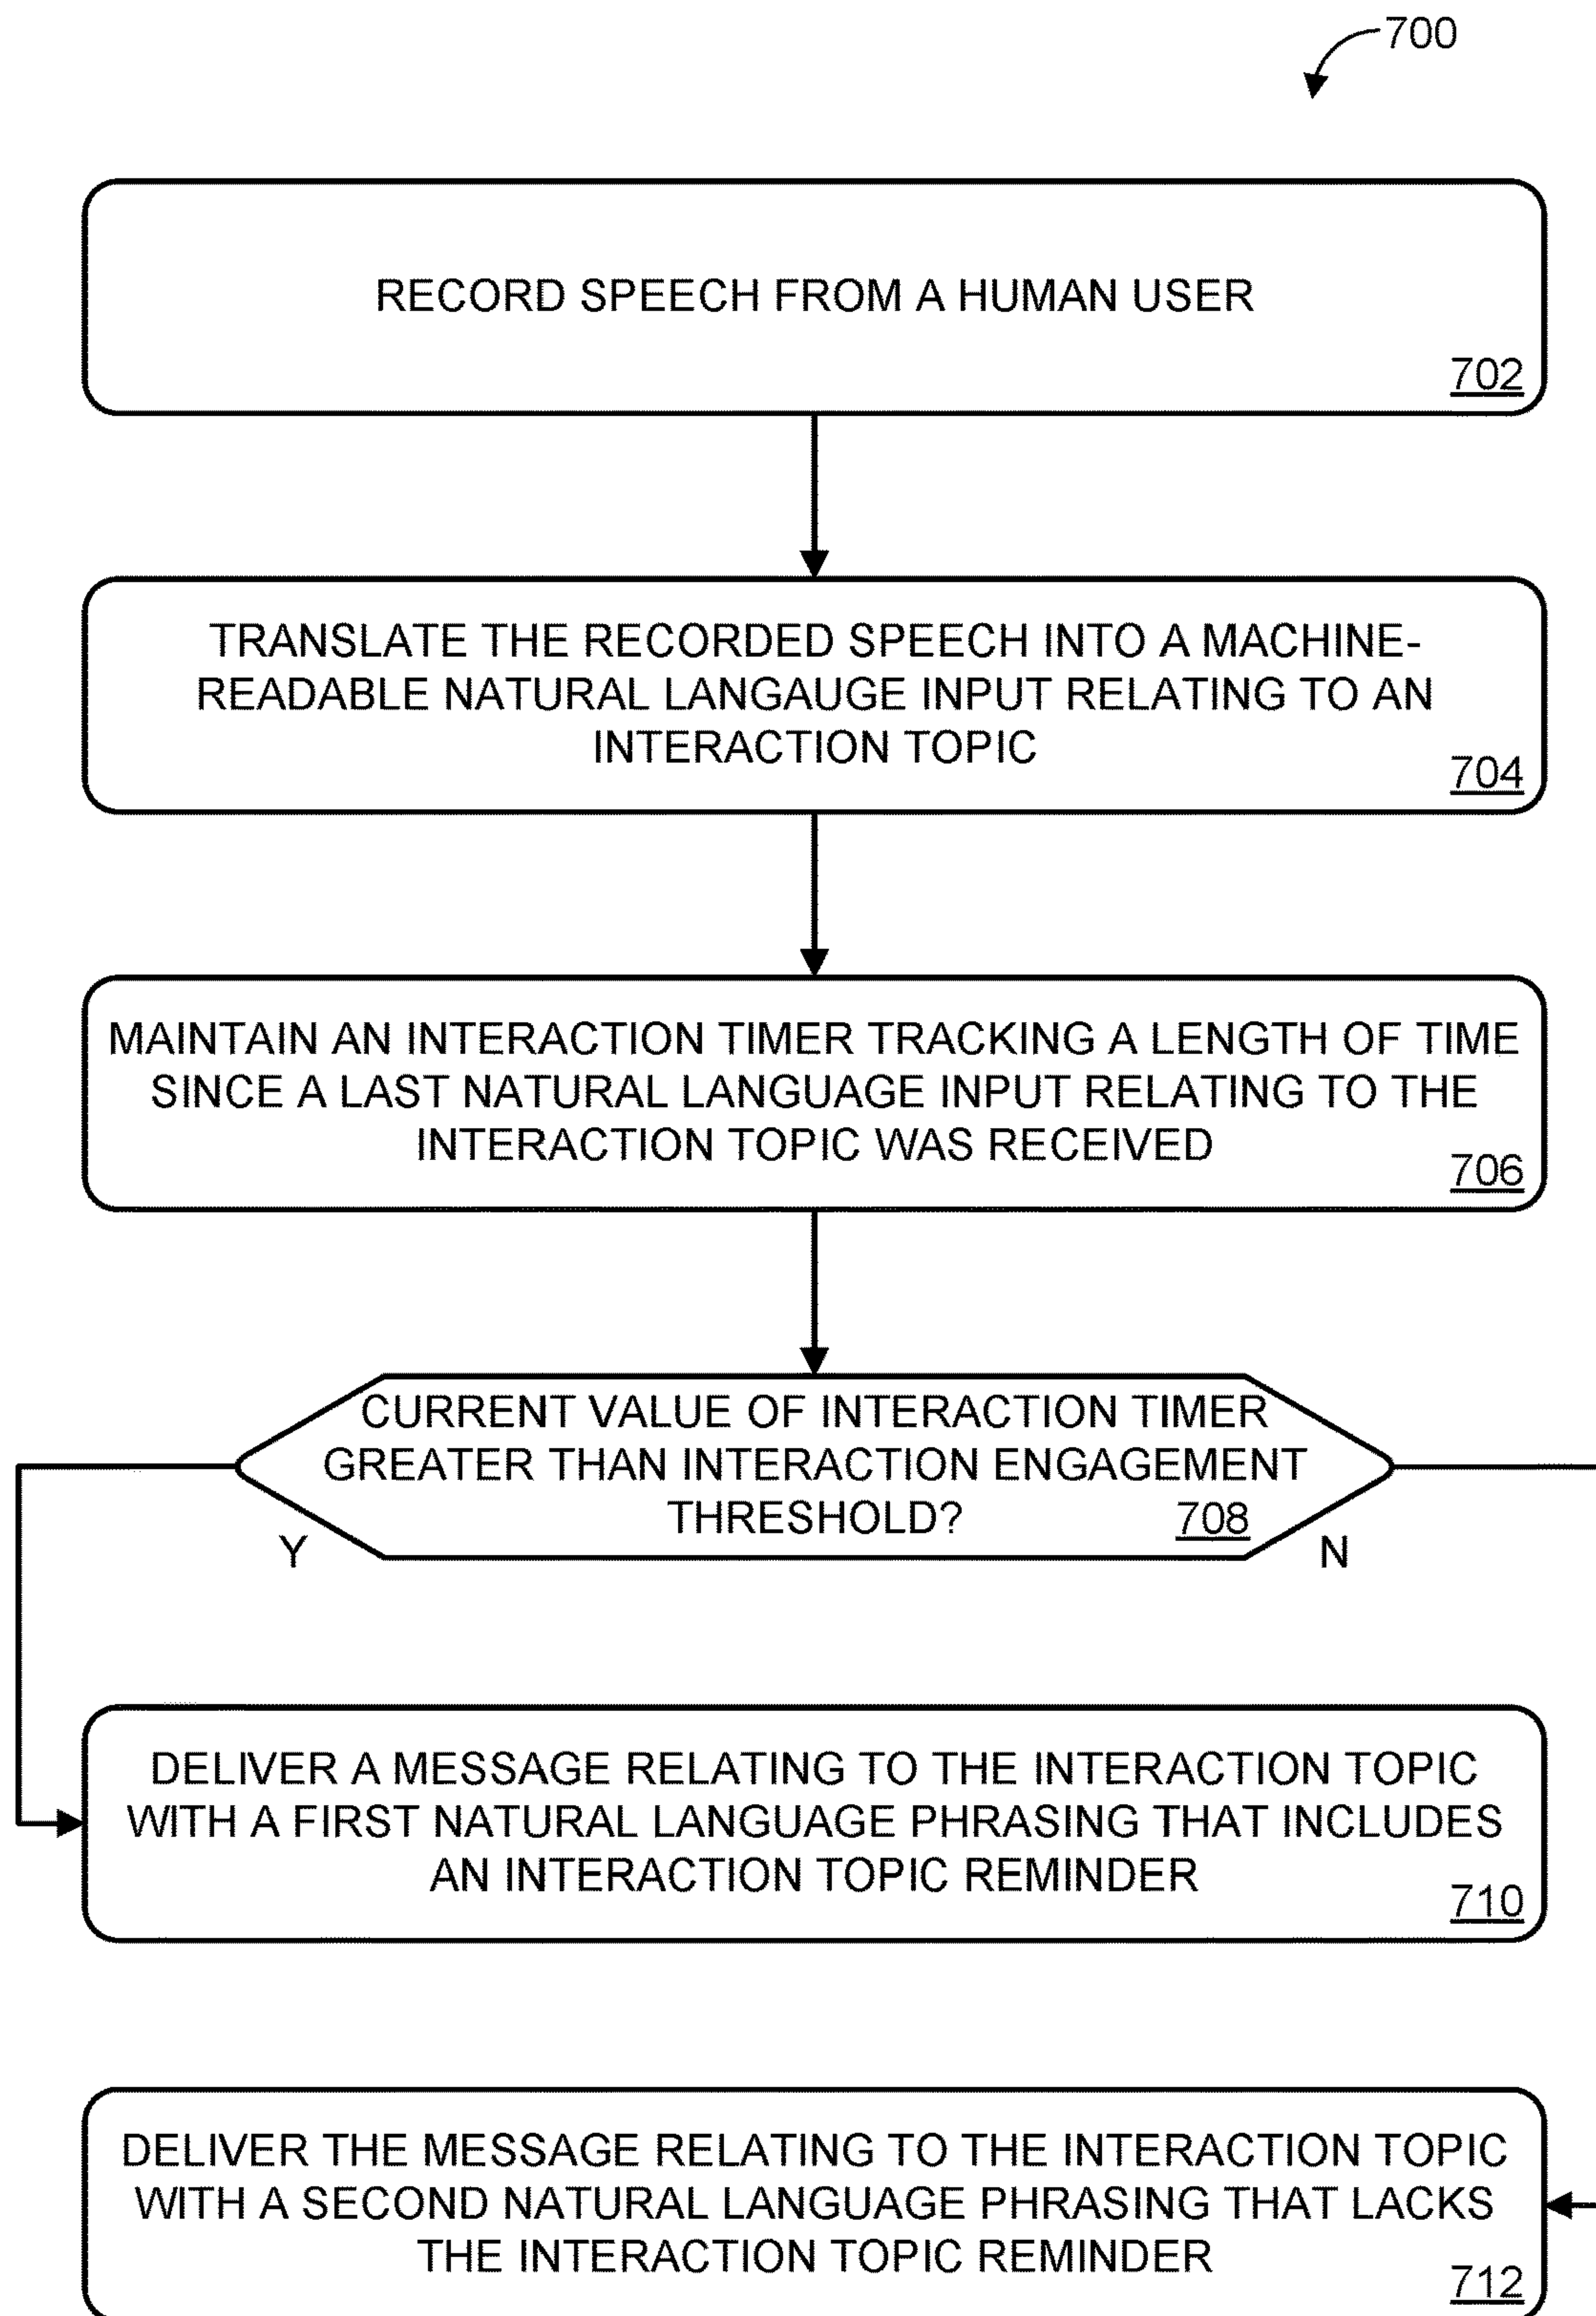 700
RECORD SPEECH FROM A HUMAN USER
702
TRANSLATE THE RECORDED SPEECH INTO A MACHINE-
READABLE NATURAL LANGAUGE INPUT RELATING TO AN
INTERACTION TOPIC
704
MAINTAIN AN INTERACTION TIMER TRACKING A LENGTH OF TIME
SINCE A LAST NATURAL LANGUAGE INPUT RELATING TO THE
INTERACTION TOPIC WAS RECEIVED
706
CURRENT VALUE OF INTERACTION TIMER
GREATER THAN INTERACTION ENGAGEMENT
THRESHOLD?
708
Y
N
DELIVER A MESSAGE RELATING TO THE INTERACTION TOPIC
WITH A FIRST NATURAL LANGUAGE PHRASING THAT INCLUDES
AN INTERACTION TOPIC REMINDER
710
DELIVER THE MESSAGE RELATING TO THE INTERACTION TOPIC
WITH A SECOND NATURAL LANGUAGE PHRASING THAT LACKS
THE INTERACTION TOPIC REMINDER
712